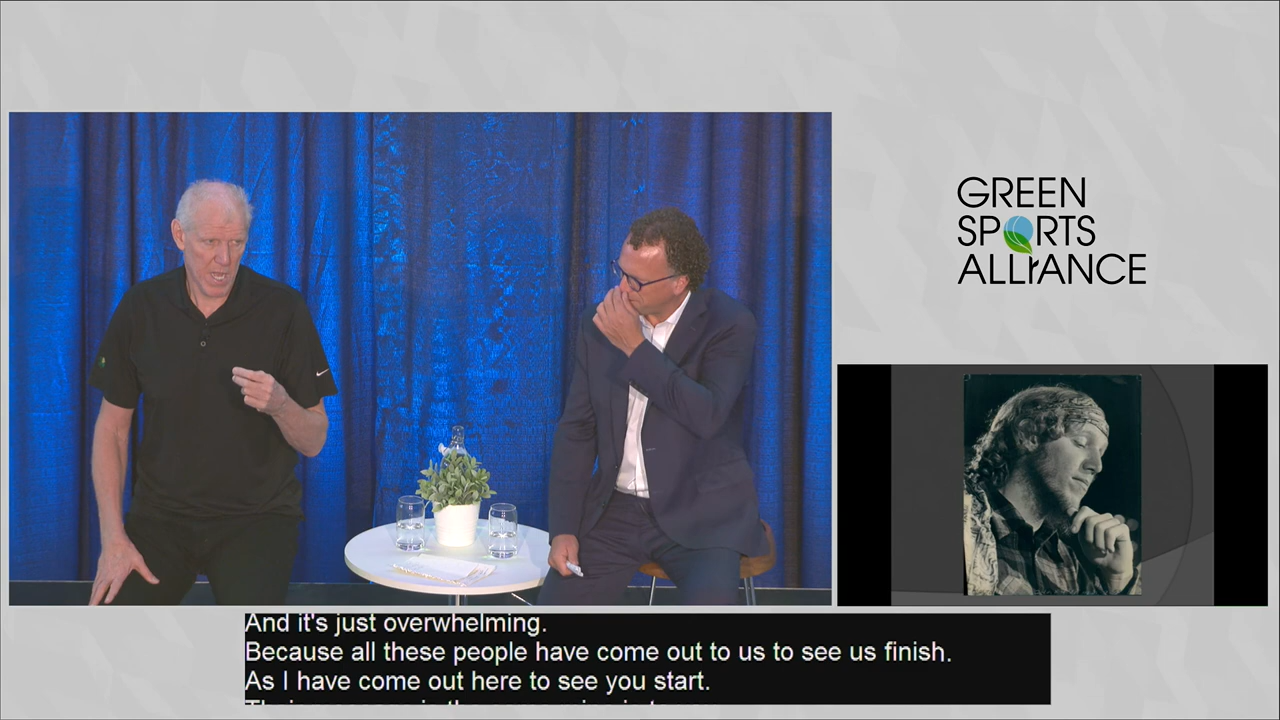 GREEN
SPORTS
ALLIANCE
And it's just overwhelming.
Because all these people have come out to us to see us finish.
As I have come out here to see you start.